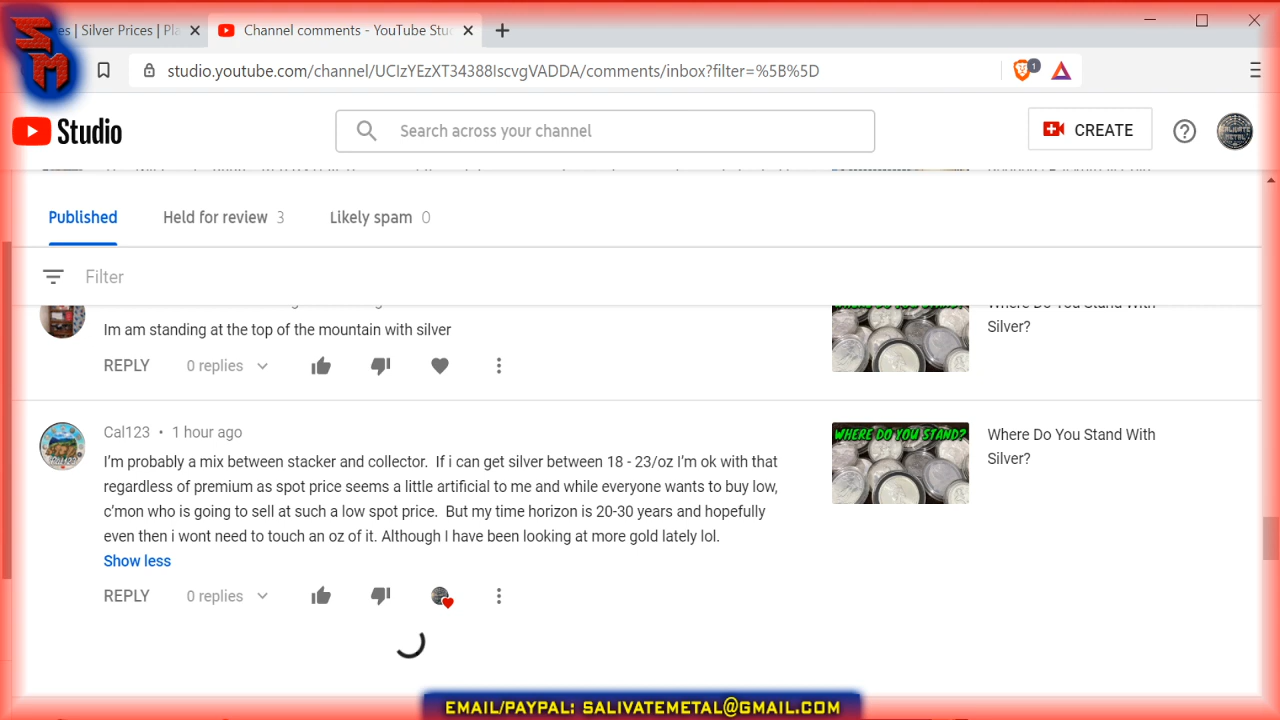 SM
es | Silver Prices | Pla
Channel comments - YouTube Stud
studio.youtube.com/channel/UCIzYEzXT34388IscvgVADDA/comments/inbox?filter=%5B%5D
1
Studio
Search across your channel
CREATE
SALIVATE METAL
Published
Held for review 3
Likely spam 0
Filter
Im am standing at the top of the mountain with silver
REPLY
0 replies
Where Do You Stand With
Silver?
Cal123 • 1 hour ago
I'm probably a mix between stacker and collector. If i can get silver between 18 - 23/oz I'm ok with that
regardless of premium as spot price seems a little artificial to me and while everyone wants to buy low,
c'mon who is going to sell at such a low spot price. But my time horizon is 20-30 years and hopefully
even then i wont need to touch an oz of it. Although I have been looking at more gold lately lol.
Show less
REPLY
0 replies
WHERE DO YOU STAND?
Where Do You Stand With
Silver?
EMAIL/PAYPAL: SALIVATEMETAL@GMAIL.COM